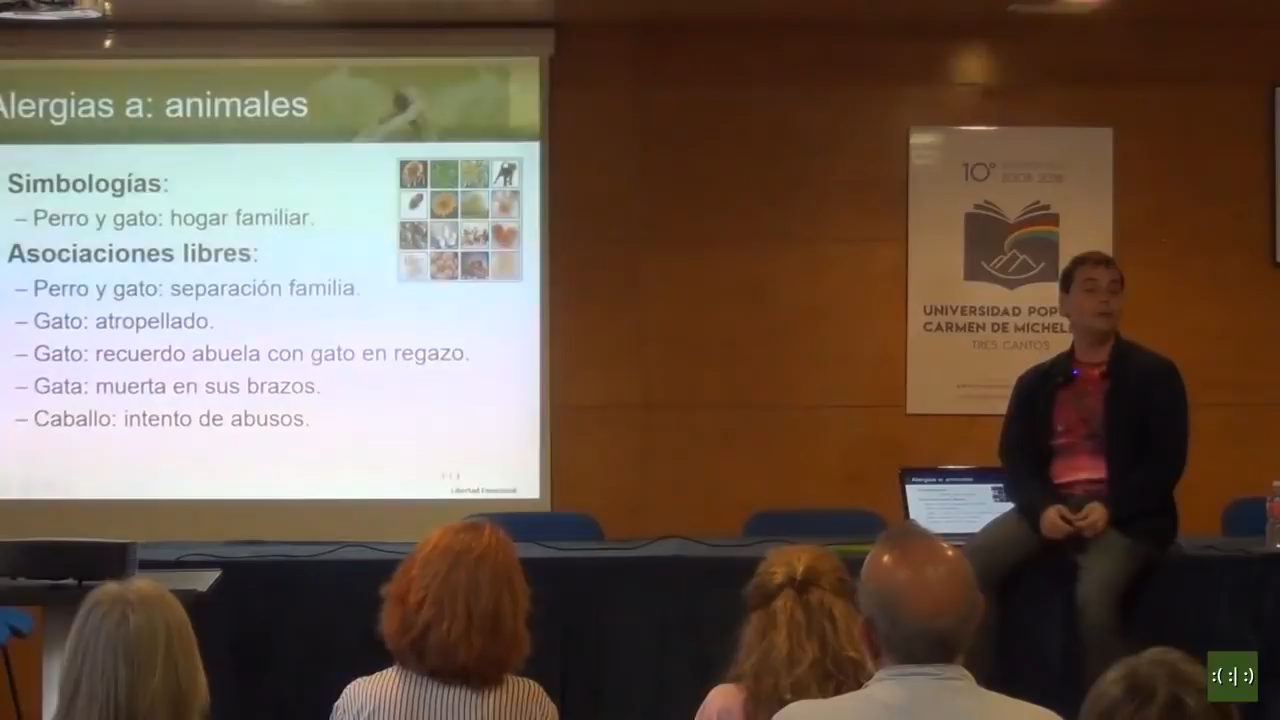 Alergias a: animales
Simbologías:
– Perro y gato: hogar familiar.
Asociaciones libres:
– Perro y gato: separación familia.
– Gato: atropellado.
– Gato: recuerdo abuela con gato en regazo.
– Gata: muerta en sus brazos.
– Caballo: intento de abusos.
Libertad Emocional
10º
UNIVERSIDAD POP
CARMEN DE MICHEL
TRES CANTOS
Alergias a: animales
:( :| :)